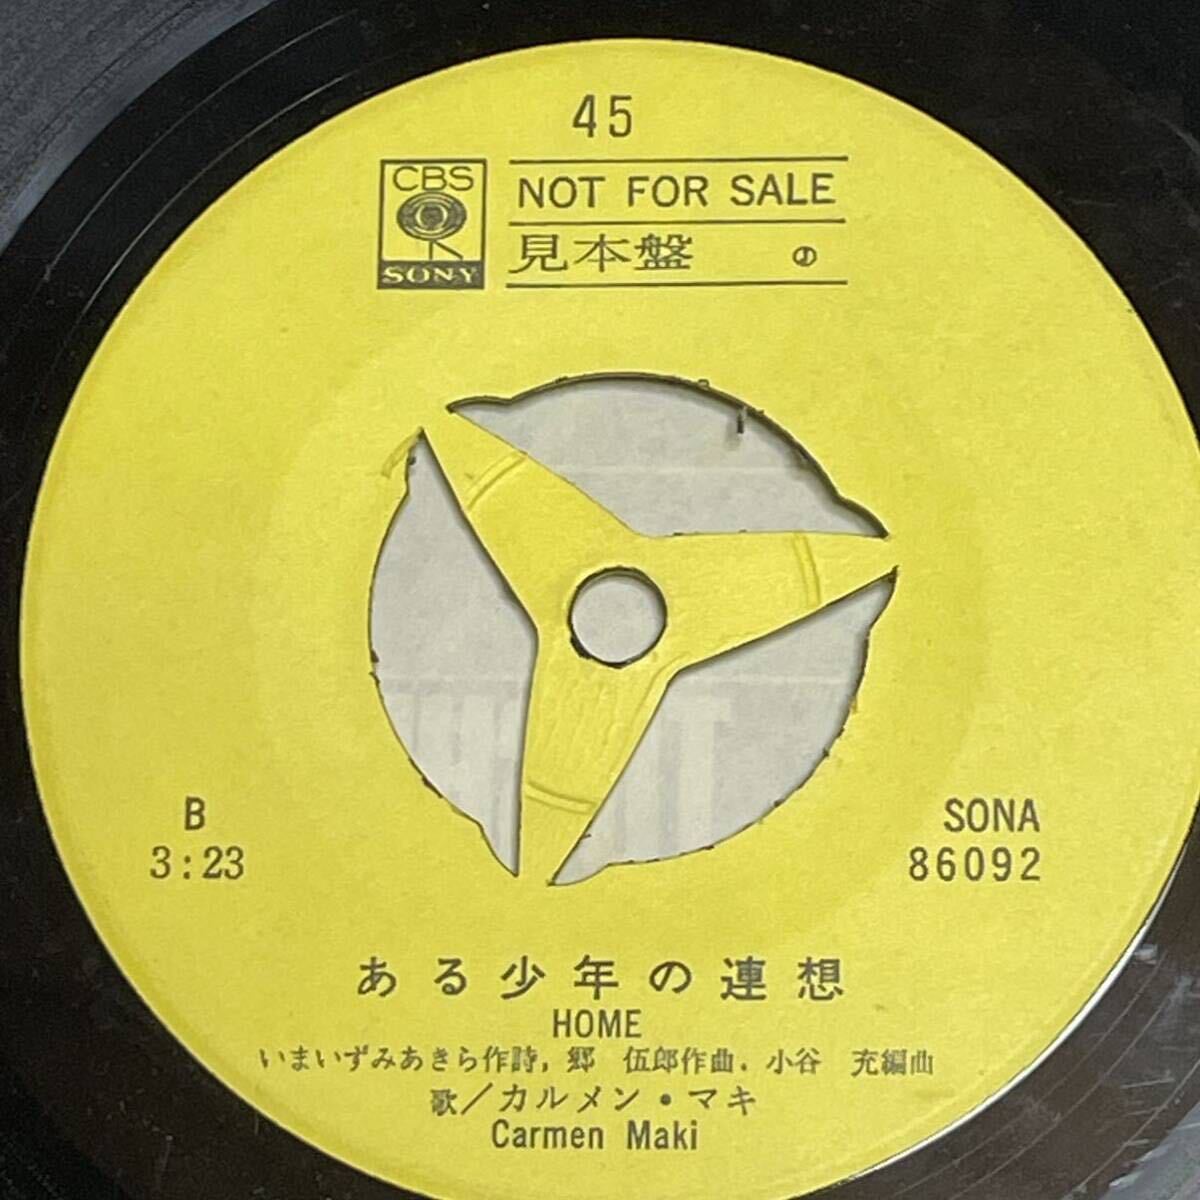 45
CBS
SONY
NOT FOR SALE
見本盤 Ⓙ
B
3:23
SONA
86092
ある少年の連想
HOME
いまいずみあきら作詩, 郷 伍郎作曲. 小谷 充編曲
歌/カルメン・マキ
Carmen Maki